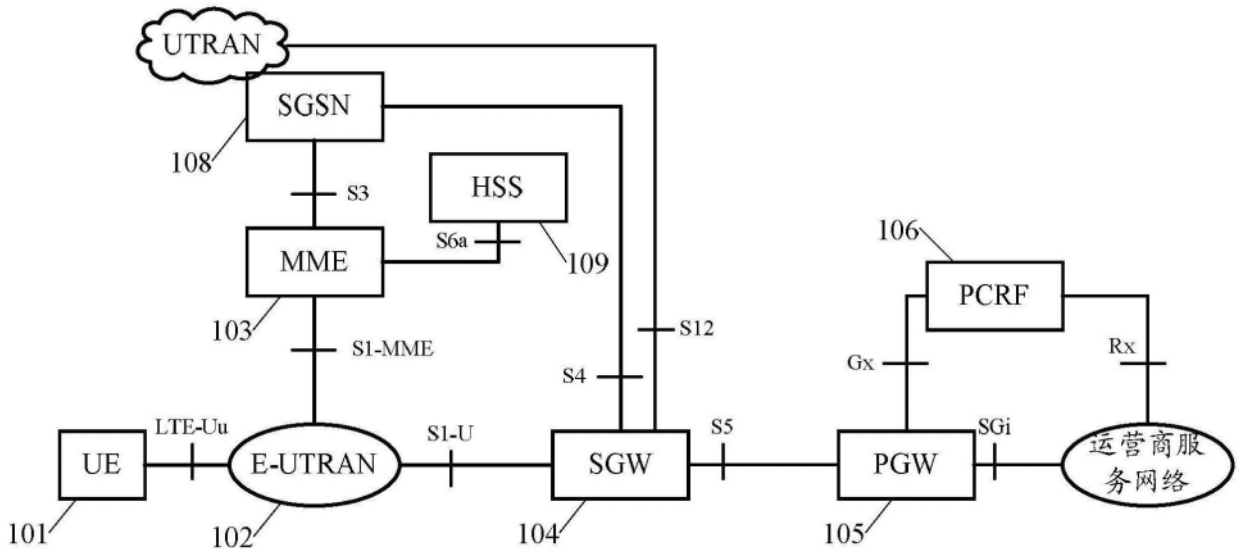 UTRAN
SGSN
108
S3
HSS
S6a
109
106
MME
PCRF
103
S12
S1-MME
S4
Gx
Rx
LTE-Uu
S1-U
S5
SGi
UE
E-UTRAN
SGW
PGW
运营商服
务网络
101
102
104
105